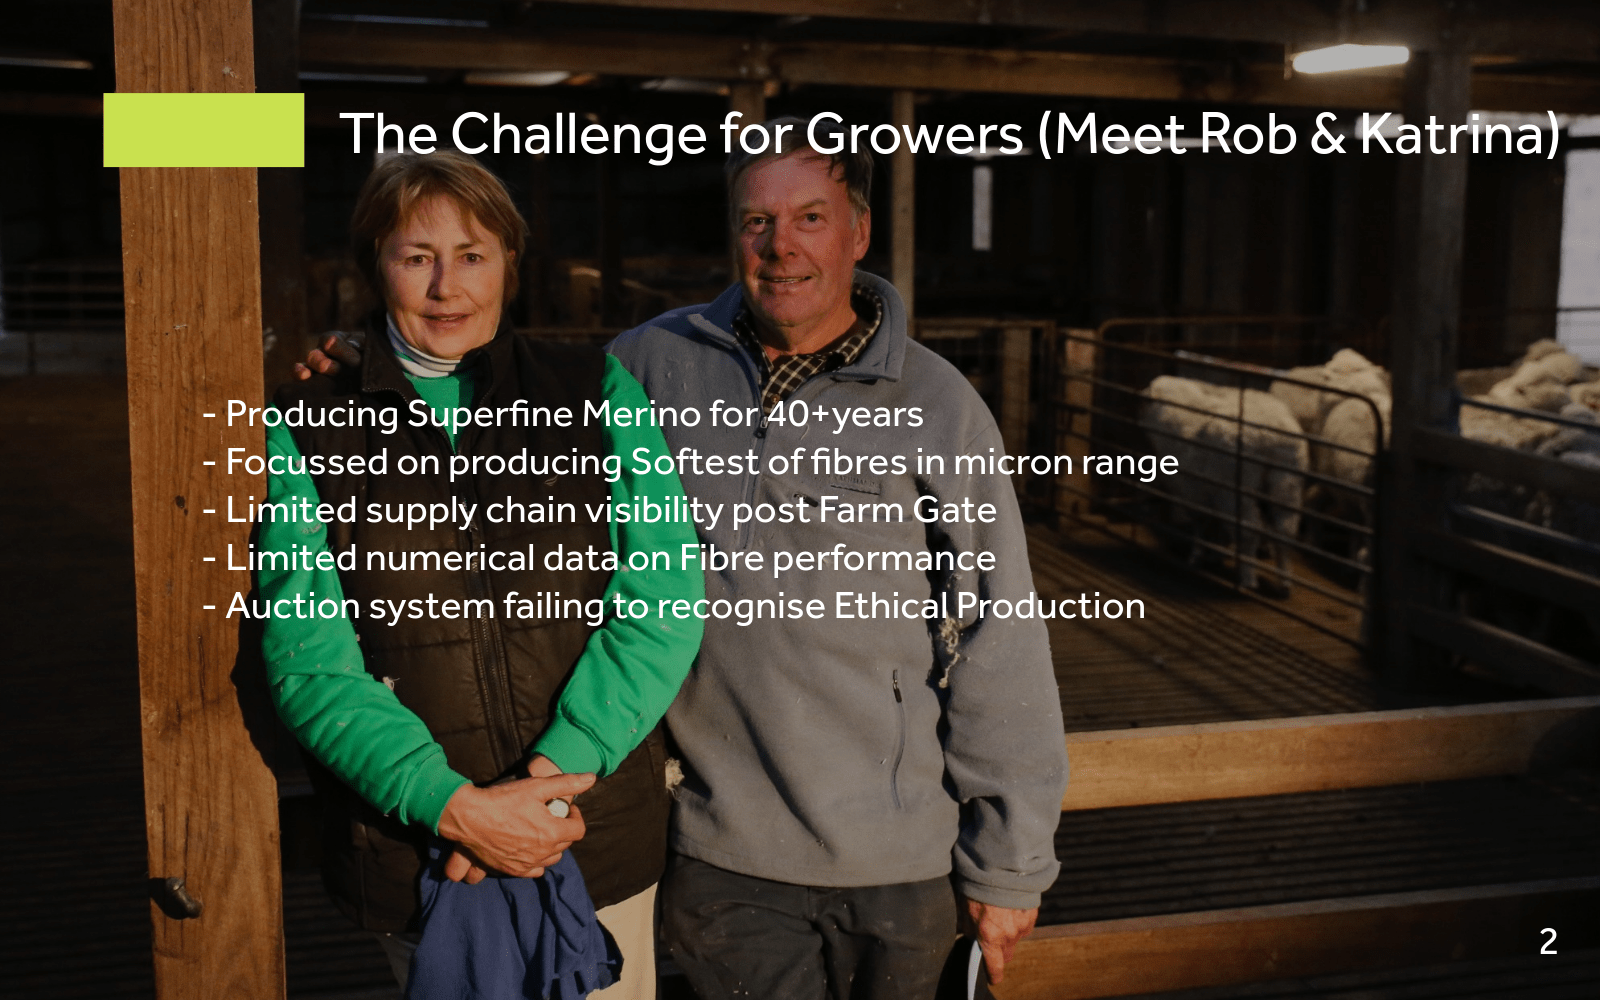 The Challenge for Growers (Meet Rob & Katrina)
- Producing Superfine Merino for 40+years
- Focussed on producing Softest of fibres in micron range
- Limited supply chain visibility post Farm Gate
- Limited numerical data on Fibre performance
- Auction system failing to recognise Ethical Production
2